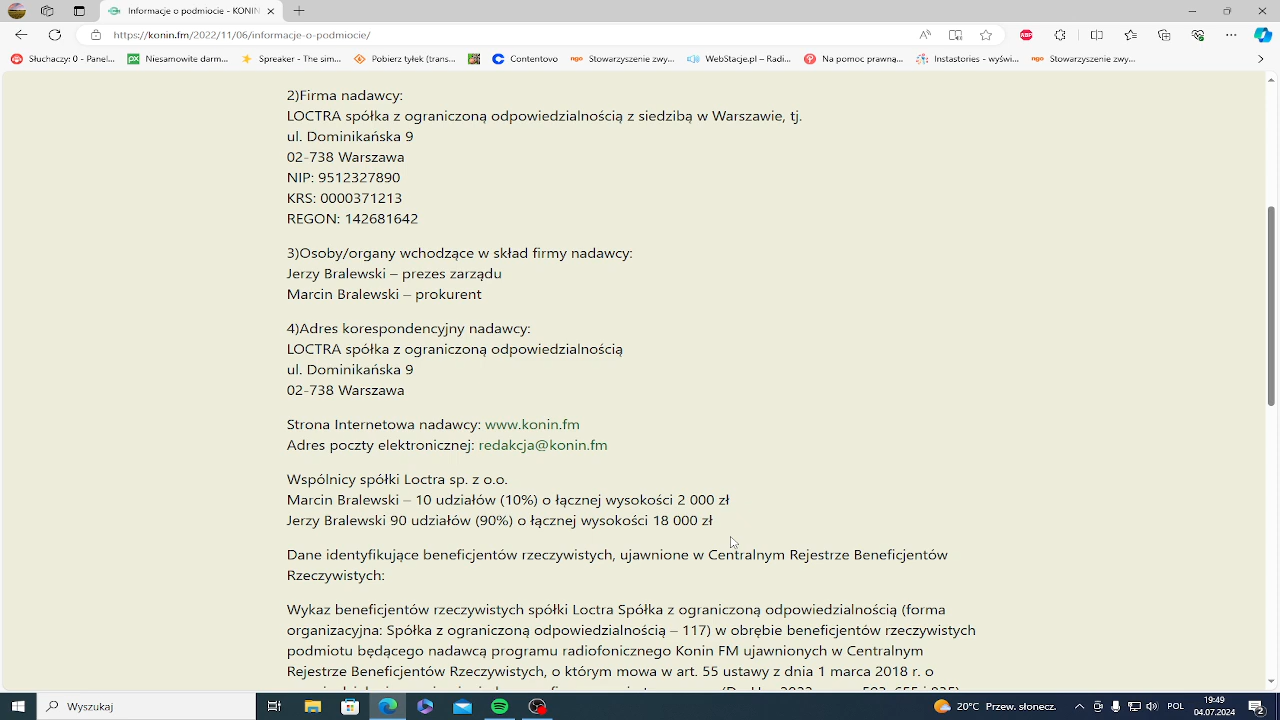 Informacje o podmiocie - KONIN
https://konin.fm/2022/11/06/informacje-o-podmiocie/
ABP
Słuchaczy: 0 - Panel...
Niesamowite darm...
Spreaker - The sim...
Pobierz tyłek (trans...
Contentovo
Stowarzyszenie zwy...
WebStacje.pl – Radi...
Na pomoc prawną...
Instastories - wyświ...
Stowarzyszenie zwy...
2)Firma nadawcy:
LOCTRA spółka z ograniczoną odpowiedzialnością z siedzibą w Warszawie, tj.
ul. Dominikańska 9
02-738 Warszawa
NIP: 9512327890
KRS: 0000371213
REGON: 142681642
3)Osoby/organy wchodzące w skład firmy nadawcy:
Jerzy Bralewski – prezes zarządu
Marcin Bralewski – prokurent
4)Adres korespondencyjny nadawcy:
LOCTRA spółka z ograniczoną odpowiedzialnością
ul. Dominikańska 9
02-738 Warszawa
Strona Internetowa nadawcy: www.konin.fm
Adres poczty elektronicznej: redakcja@konin.fm
Wspólnicy spółki Loctra sp. z o.o.
Marcin Bralewski – 10 udziałów (10%) o łącznej wysokości 2 000 zł
Jerzy Bralewski 90 udziałów (90%) o łącznej wysokości 18 000 zł
Dane identyfikujące beneficjentów rzeczywistych, ujawnione w Centralnym Rejestrze Beneficjentów
Rzeczywistych:
Wykaz beneficjentów rzeczywistych spółki Loctra Spółka z ograniczoną odpowiedzialnością (forma
organizacyjna: Spółka z ograniczoną odpowiedzialnością – 117) w obrębie beneficjentów rzeczywistych
podmiotu będącego nadawcą programu radiofonicznego Konin FM ujawnionych w Centralnym
Rejestrze Beneficjentów Rzeczywistych, o którym mowa w art. 55 ustawy z dnia 1 marca 2018 r. o
Wyszukaj
20°C Przew. słonecz.
POL
19:49
04.07.2024
2